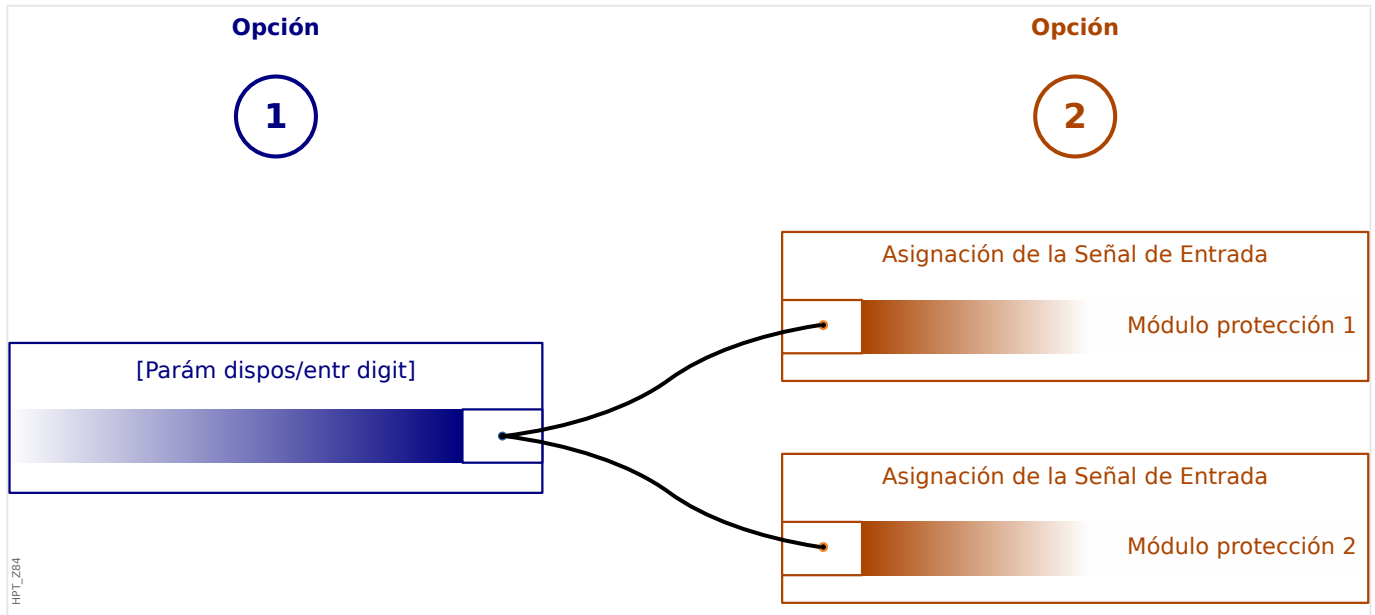 Opción
1
Opción
2
[Parám dispos/entr digit]
Asignación de la Señal de Entrada
Módulo protección 1
Asignación de la Señal de Entrada
Módulo protección 2
HPT_Z84